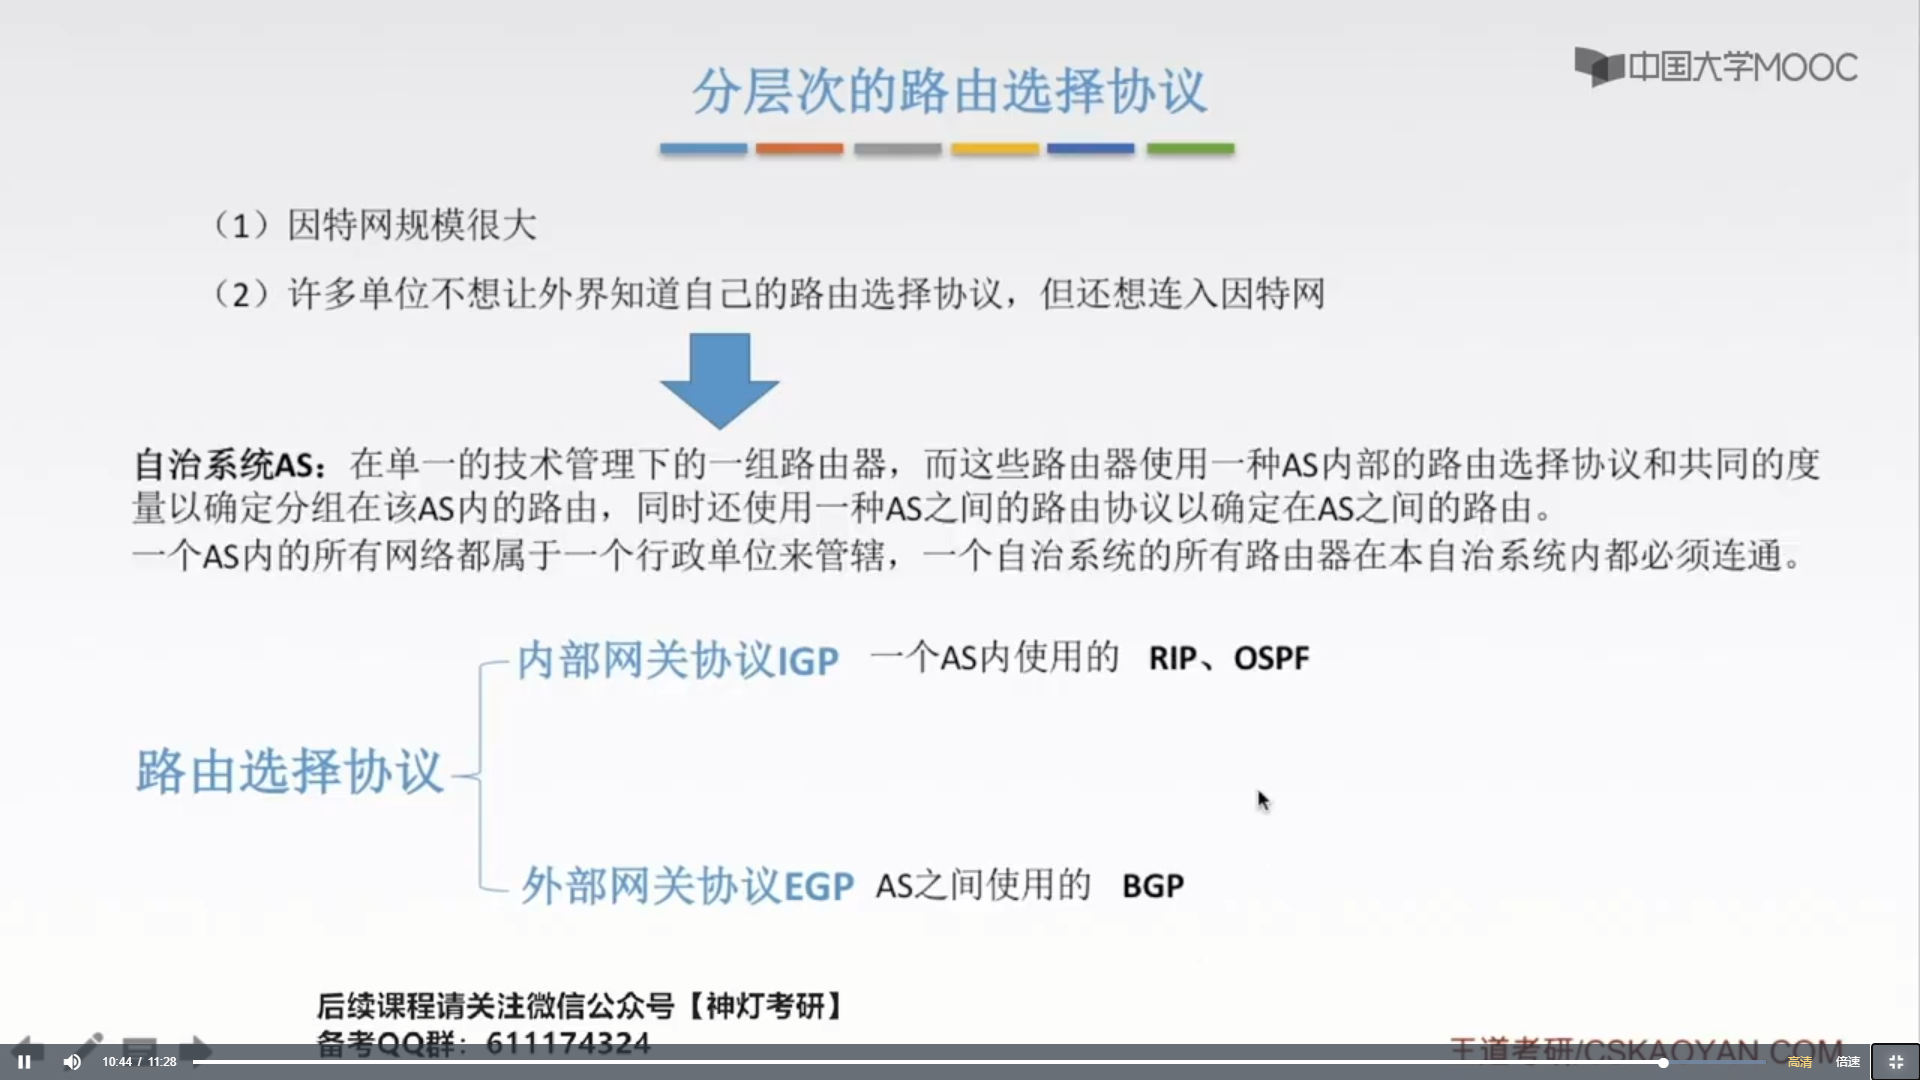 分层次的路由选择协议
中国大学MOOC
（1）因特网规模很大
（2）许多单位不想让外界知道自己的路由选择协议，但还想连入因特网
自治系统AS：在单一的技术管理下的一组路由器，而这些路由器使用一种AS内部的路由选择协议和共同的度
量以确定分组在该AS内的路由，同时还使用一种AS之间的路由协议以确定在AS之间的路由。
一个AS内的所有网络都属于一个行政单位来管辖，一个自治系统的所有路由器在本自治系统内都必须连通。
内部网关协议IGP 一个AS内使用的 RIP、OSPF
路由选择协议
外部网关协议EGP AS之间使用的 BGP
后续课程请关注微信公众号【神灯考研】
备考QQ群：611174324
王道考研/CSKAOYAN.COM
10:44 / 11:28
高清 倍速